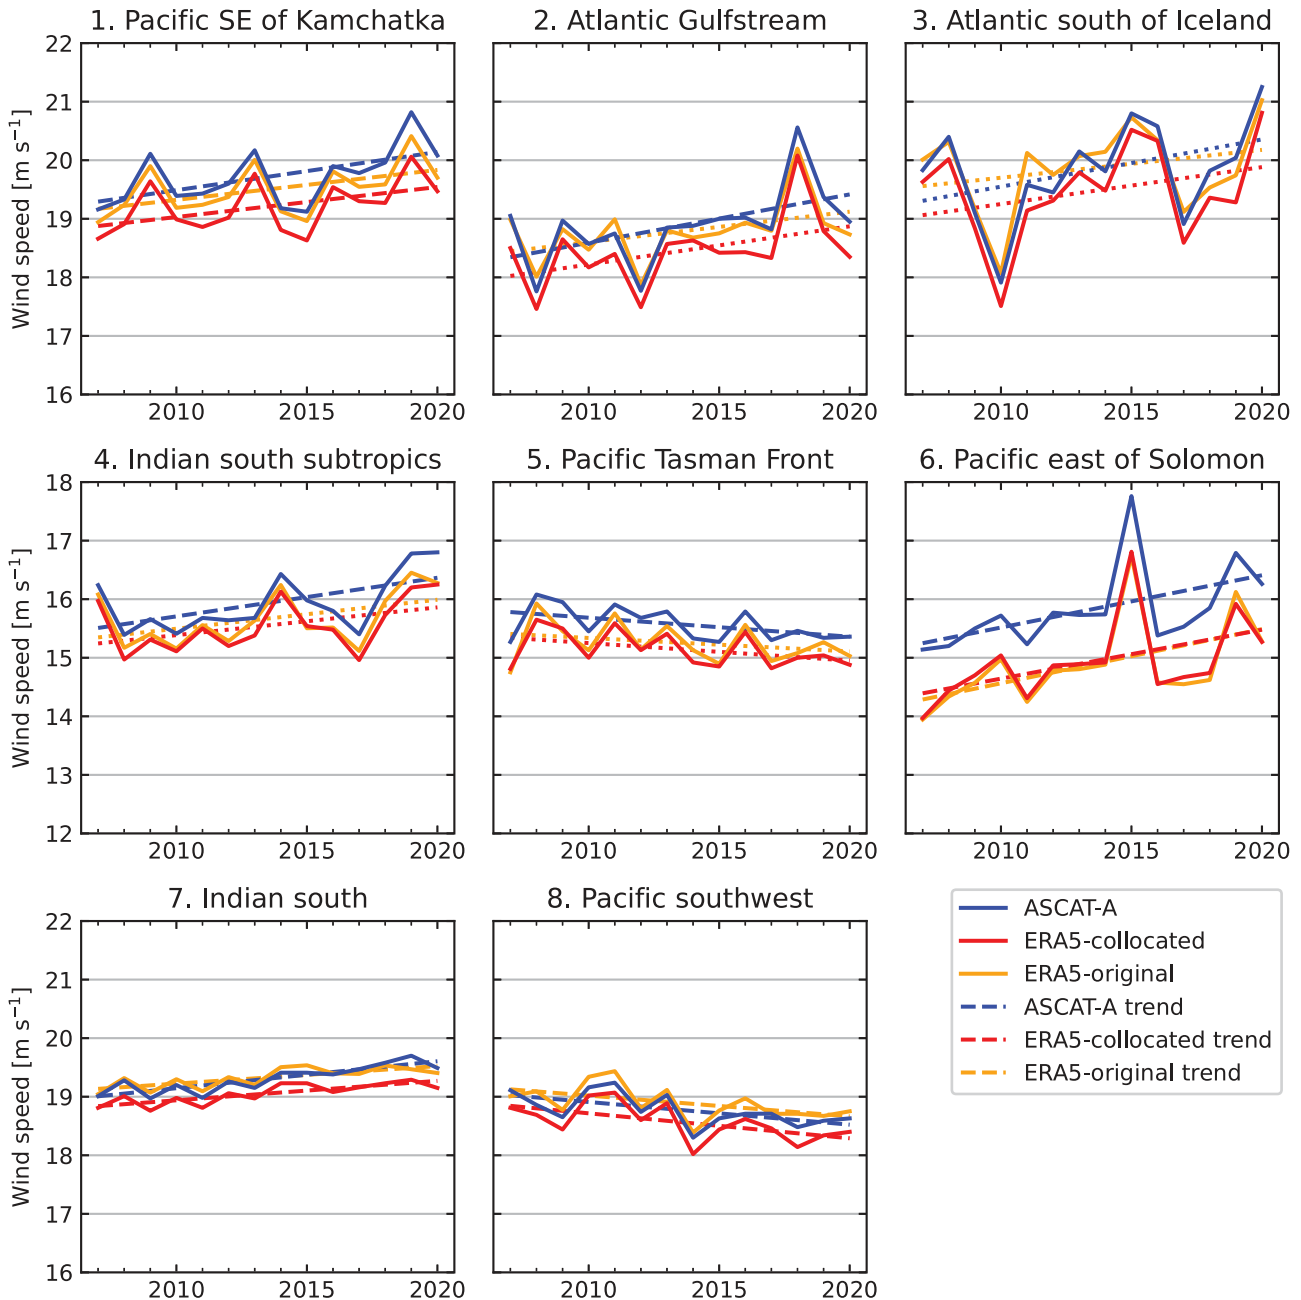 1. Pacific SE of Kamchatka
2. Atlantic Gulfstream
3. Atlantic south of Iceland
22
21
20
19
18
17
16
Wind speed [m s⁻¹]
2010 2015 2020
2010 2015 2020
2010 2015 2020
4. Indian south subtropics
5. Pacific Tasman Front
6. Pacific east of Solomon
18
17
16
15
14
13
12
Wind speed [m s⁻¹]
2010 2015 2020
2010 2015 2020
2010 2015 2020
7. Indian south
8. Pacific southwest
22
21
20
19
18
17
16
Wind speed [m s⁻¹]
2010 2015 2020
2010 2015 2020
ASCAT-A
ERA5-collocated
ERA5-original
ASCAT-A trend
ERA5-collocated trend
ERA5-original trend